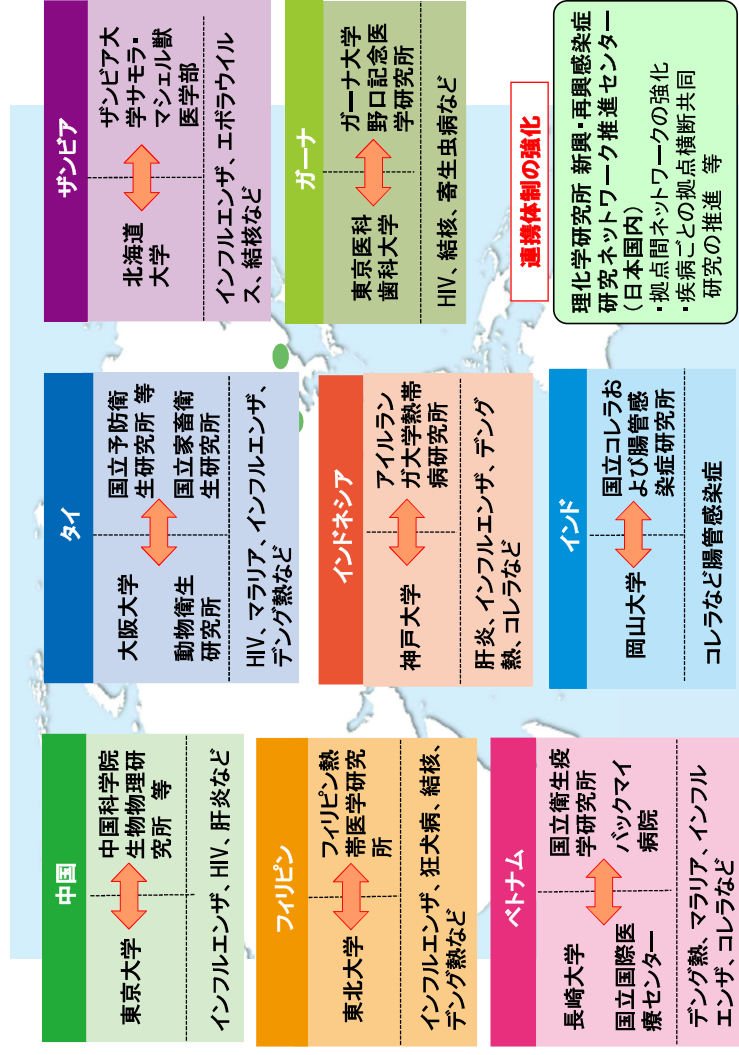 中国
東京大学
中国科学院
生物物理研
究所 等
インフルエンザ、HIV、肝炎など
タイ
大阪大学
動物衛生
研究所
国立予防衛
生研究所 等
国立家畜衛
生研究所
HIV、マラリア、インフルエンザ、
デング熱など
ザンビア
北海道
大学
ザンビア大
学サモラ・
マシェル獣
医学部
インフルエンザ、エボラウイル
ス、結核など
フィリピン
東北大学
フィリピン熱
帯医学研究
所
インフルエンザ、狂犬病、結核、
デング熱など
インドネシア
神戸大学
アイルラン
ガ大学熱帯
病研究所
肝炎、インフルエンザ、デング
熱、コレラなど
ガーナ
東京医科
歯科大学
ガーナ大学
野口記念医
学研究所
HIV、結核、寄生虫病など
ベトナム
長崎大学
国立国際医
療センター
国立衛生疫
学研究所
バックマイ
病院
デング熱、マラリア、インフル
エンザ、コレラなど
インド
岡山大学
国立コレラお
よび腸管感
染症研究所
コレラなど腸管感染症
連携体制の強化
理化学研究所 新興・再興感染症
研究ネットワーク推進センター
（日本国内）
・拠点間ネットワークの強化
・疾病ごとの拠点横断共同
研究の推進 等